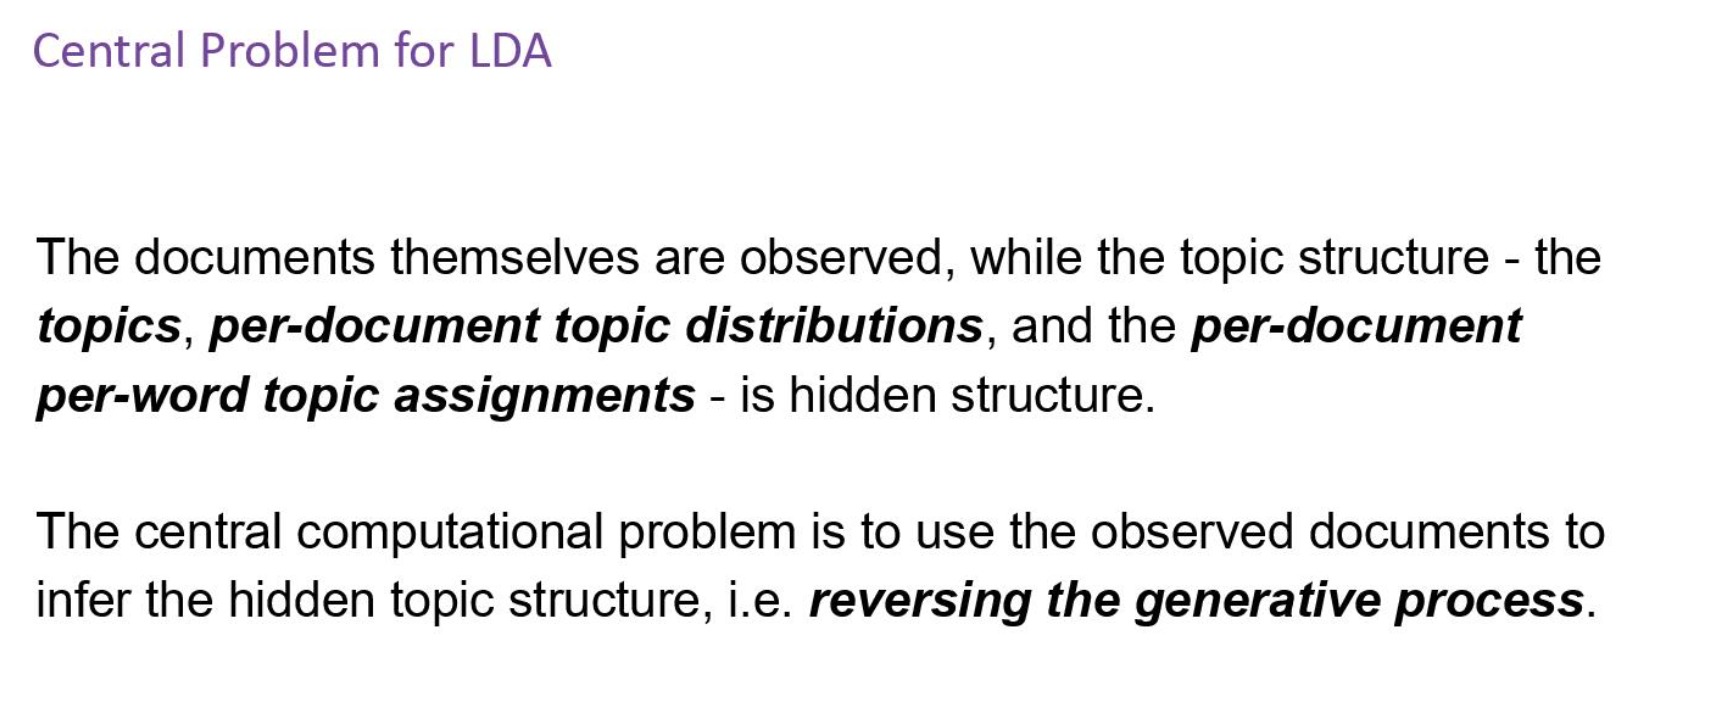 Central Problem for LDA
The documents themselves are observed, while the topic structure - the
topics, per-document topic distributions, and the per-document
per-word topic assignments - is hidden structure.
The central computational problem is to use the observed documents to
infer the hidden topic structure, i.e. reversing the generative process.